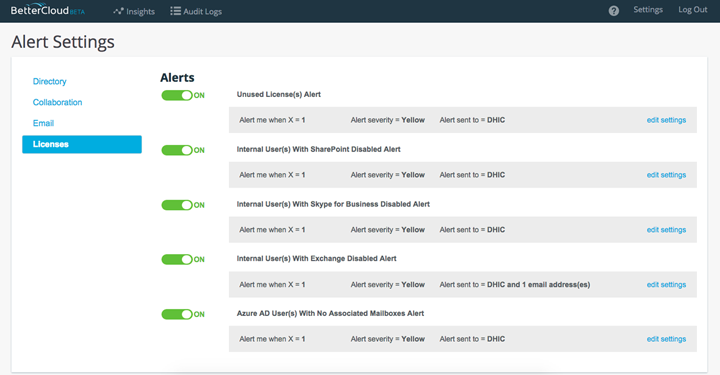 BetterCloud BETA Insights Audit Logs ? Settings Log Out
Alert Settings
Directory
Collaboration
Email
Licenses
Alerts
ON Unused License(s) Alert
Alert me when X = 1 Alert severity = Yellow Alert sent to = DHIC edit settings
ON Internal User(s) With SharePoint Disabled Alert
Alert me when X = 1 Alert severity = Yellow Alert sent to = DHIC edit settings
ON Internal User(s) With Skype for Business Disabled Alert
Alert me when X = 1 Alert severity = Yellow Alert sent to = DHIC edit settings
ON Internal User(s) With Exchange Disabled Alert
Alert me when X = 1 Alert severity = Yellow Alert sent to = DHIC and 1 email address(es) edit settings
ON Azure AD User(s) With No Associated Mailboxes Alert
Alert me when X = 1 Alert severity = Yellow Alert sent to = DHIC edit settings